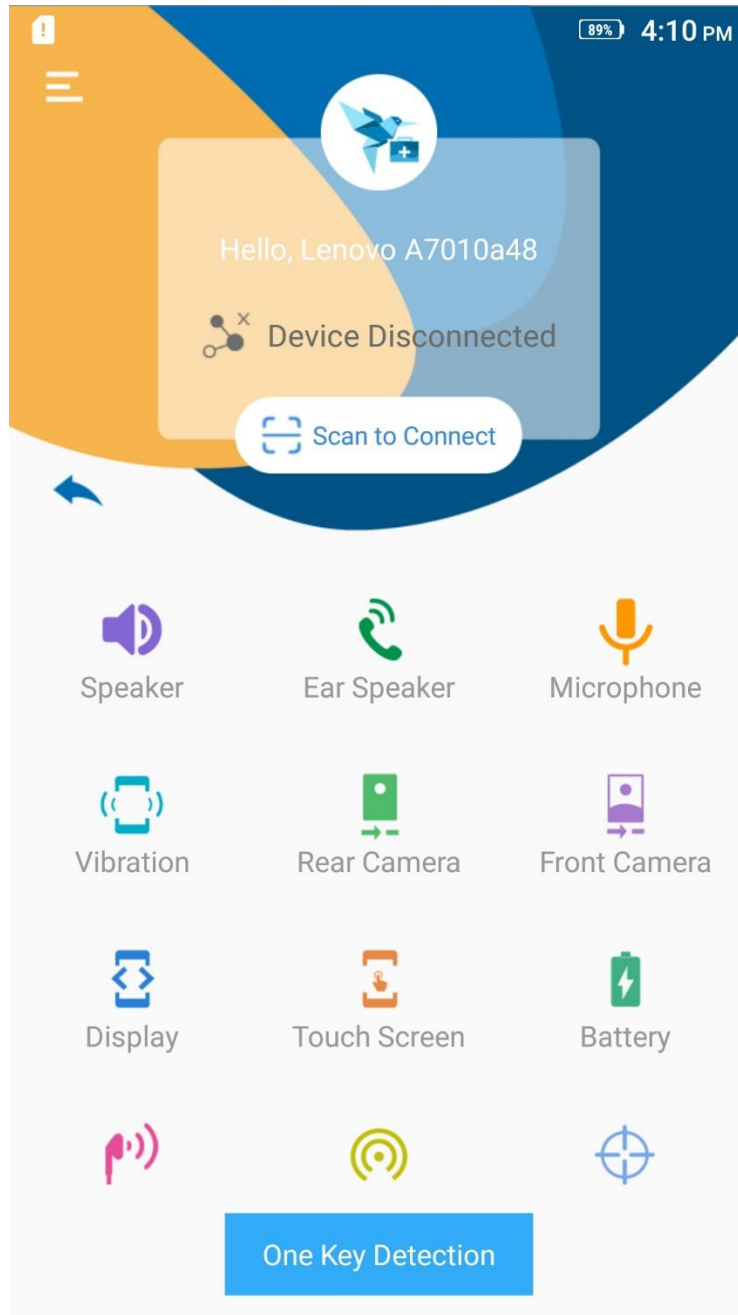 89% 4:10 PM
Hello, Lenovo A7010a48
Device Disconnected
Scan to Connect
Speaker Ear Speaker Microphone
Vibration Rear Camera Front Camera
Display Touch Screen Battery
One Key Detection